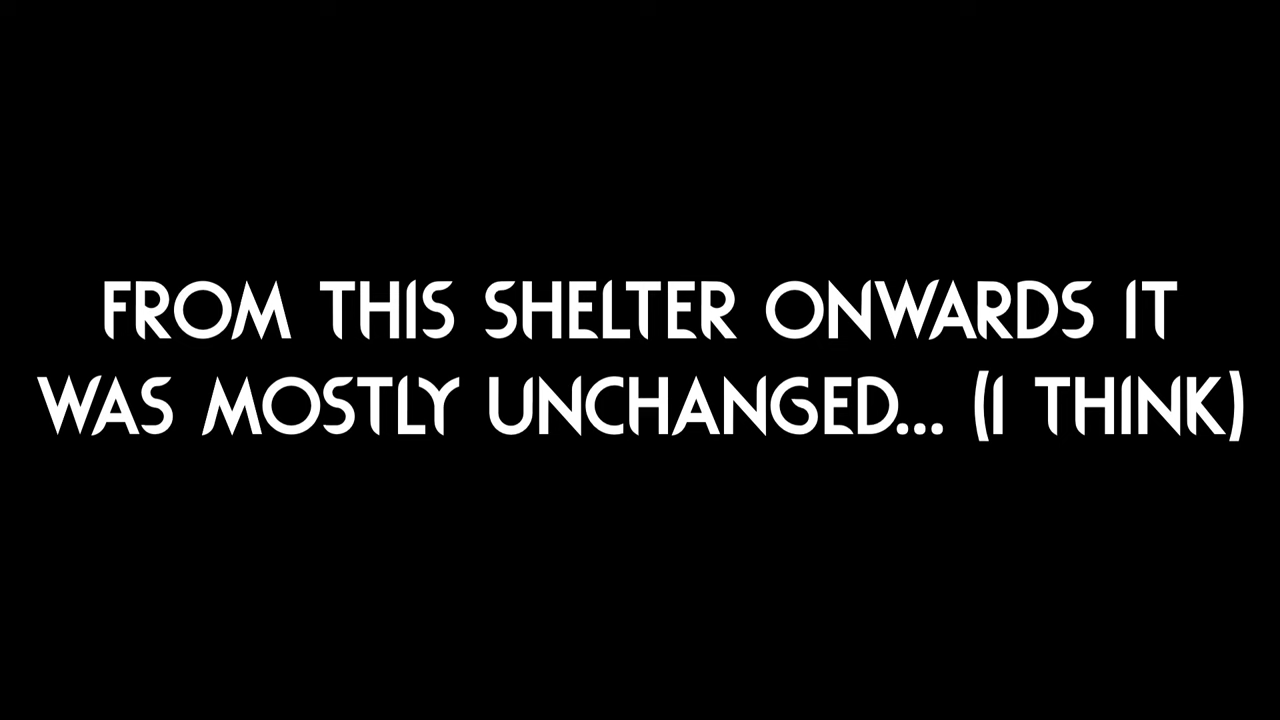 FROM THIS SHELTER ONWARDS IT
WAS MOSTLY UNCHANGED... (I THINK)